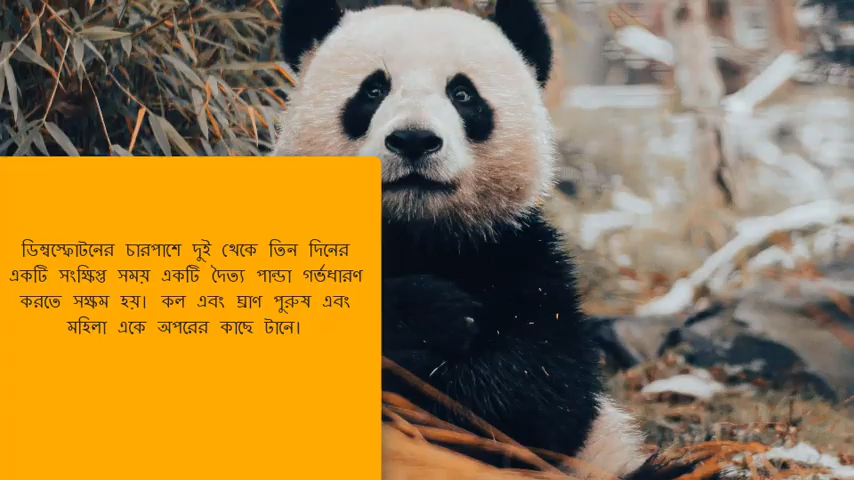 ডিম্বস্ফোটনের চারপাশে দুই থেকে তিন দিনের
একটি সংক্ষিপ্ত সময় একটি দৈত্য পান্ডা গর্ভধারণ
করতে সক্ষম হয়। কল এবং ঘ্রাণ পুরুষ এবং
মহিলা একে অপরের কাছে টানে।